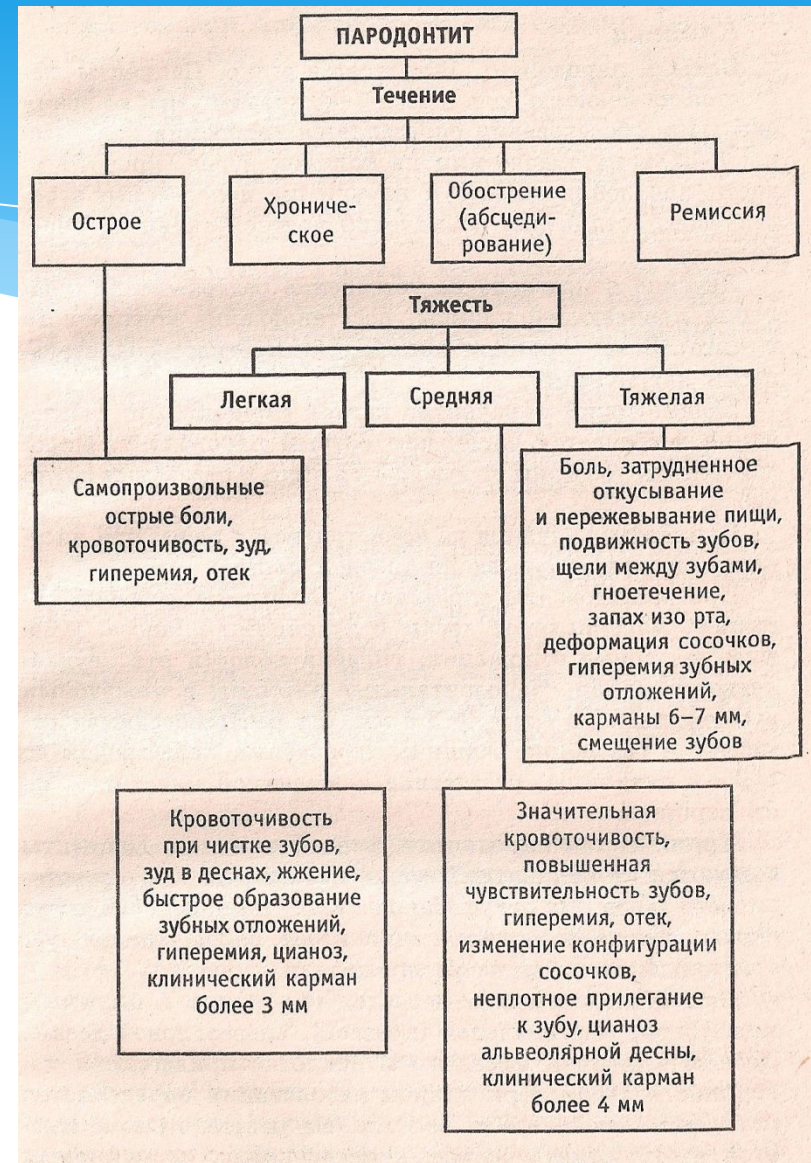 ПАРОДОНТИТ
Течение
Острое
Хрониче-
ское
Обострение
(абсцеди-
рование)
Ремиссия
Тяжесть
Легкая
Средняя
Тяжелая
Самопроизвольные
острые боли,
кровоточивость, зуд,
гиперемия, отек
Боль, затрудненное
откусывание
и пережевывание пищи,
подвижность зубов,
щели между зубами,
гноетечение,
запах изо рта,
деформация сосочков,
гиперемия зубных
отложений,
карманы 6–7 мм,
смещение зубов
Кровоточивость
при чистке зубов,
зуд в деснах, жжение,
быстрое образование
зубных отложений,
гиперемия, цианоз,
клинический карман
более 3 мм
Значительная
кровоточивость,
повышенная
чувствительность зубов,
гиперемия, отек,
изменение конфигурации
сосочков,
неплотное прилегание
к зубу, цианоз
альвеолярной десны,
клинический карман
более 4 мм